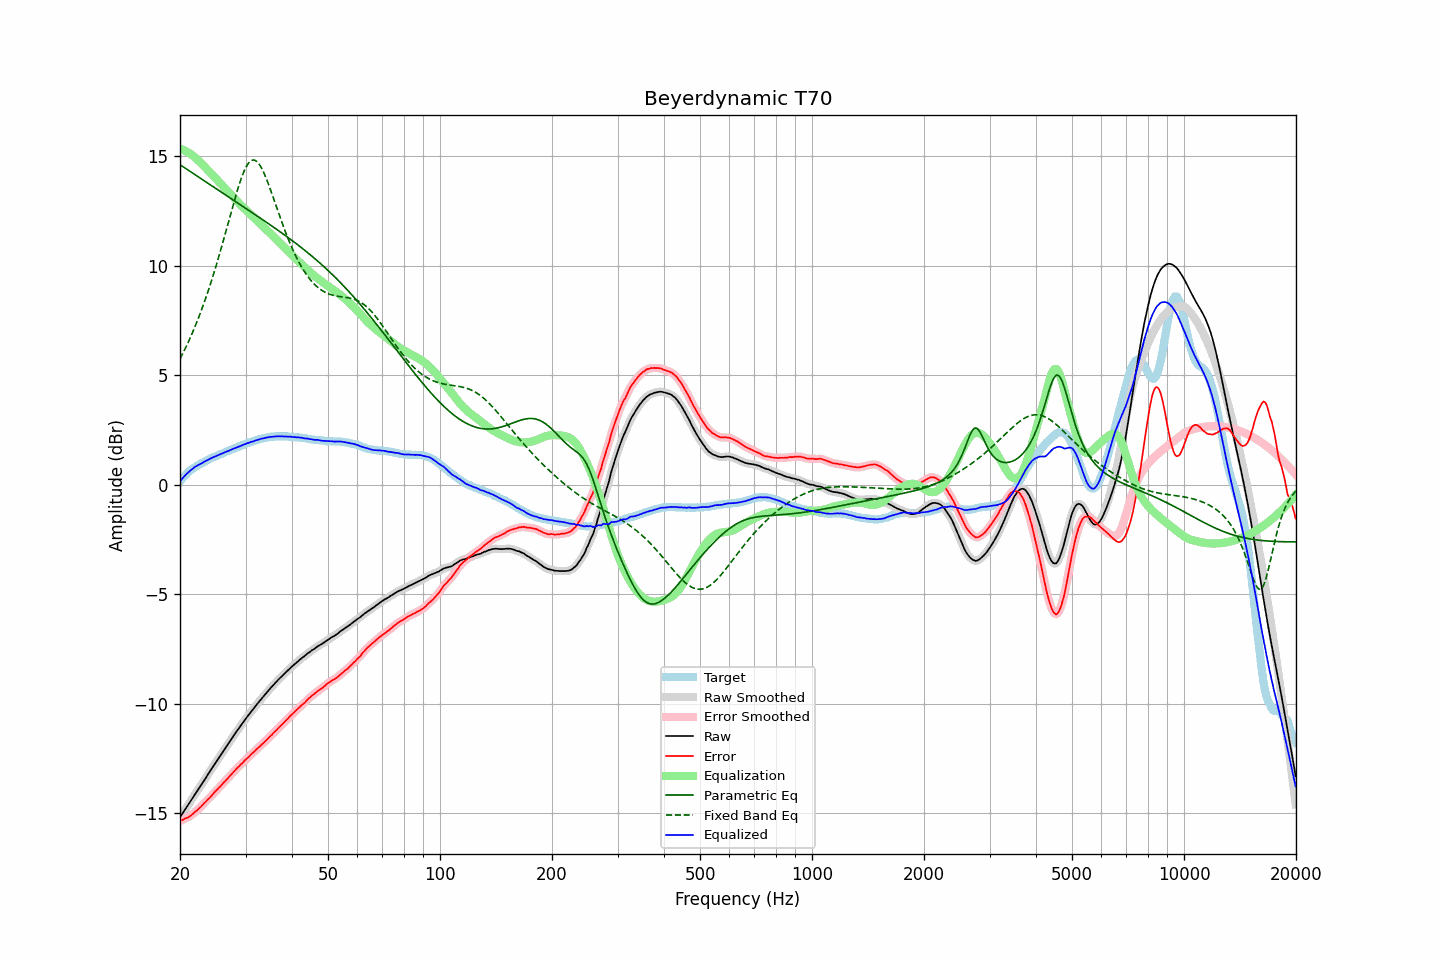 Beyerdynamic T70
Amplitude (dBr)
15
10
5
0
−5
−10
−15
Target
Raw Smoothed
Error Smoothed
Raw
Error
Equalization
Parametric Eq
Fixed Band Eq
Equalized
20 50 100 200 500 1000 2000 5000 10000 20000
Frequency (Hz)